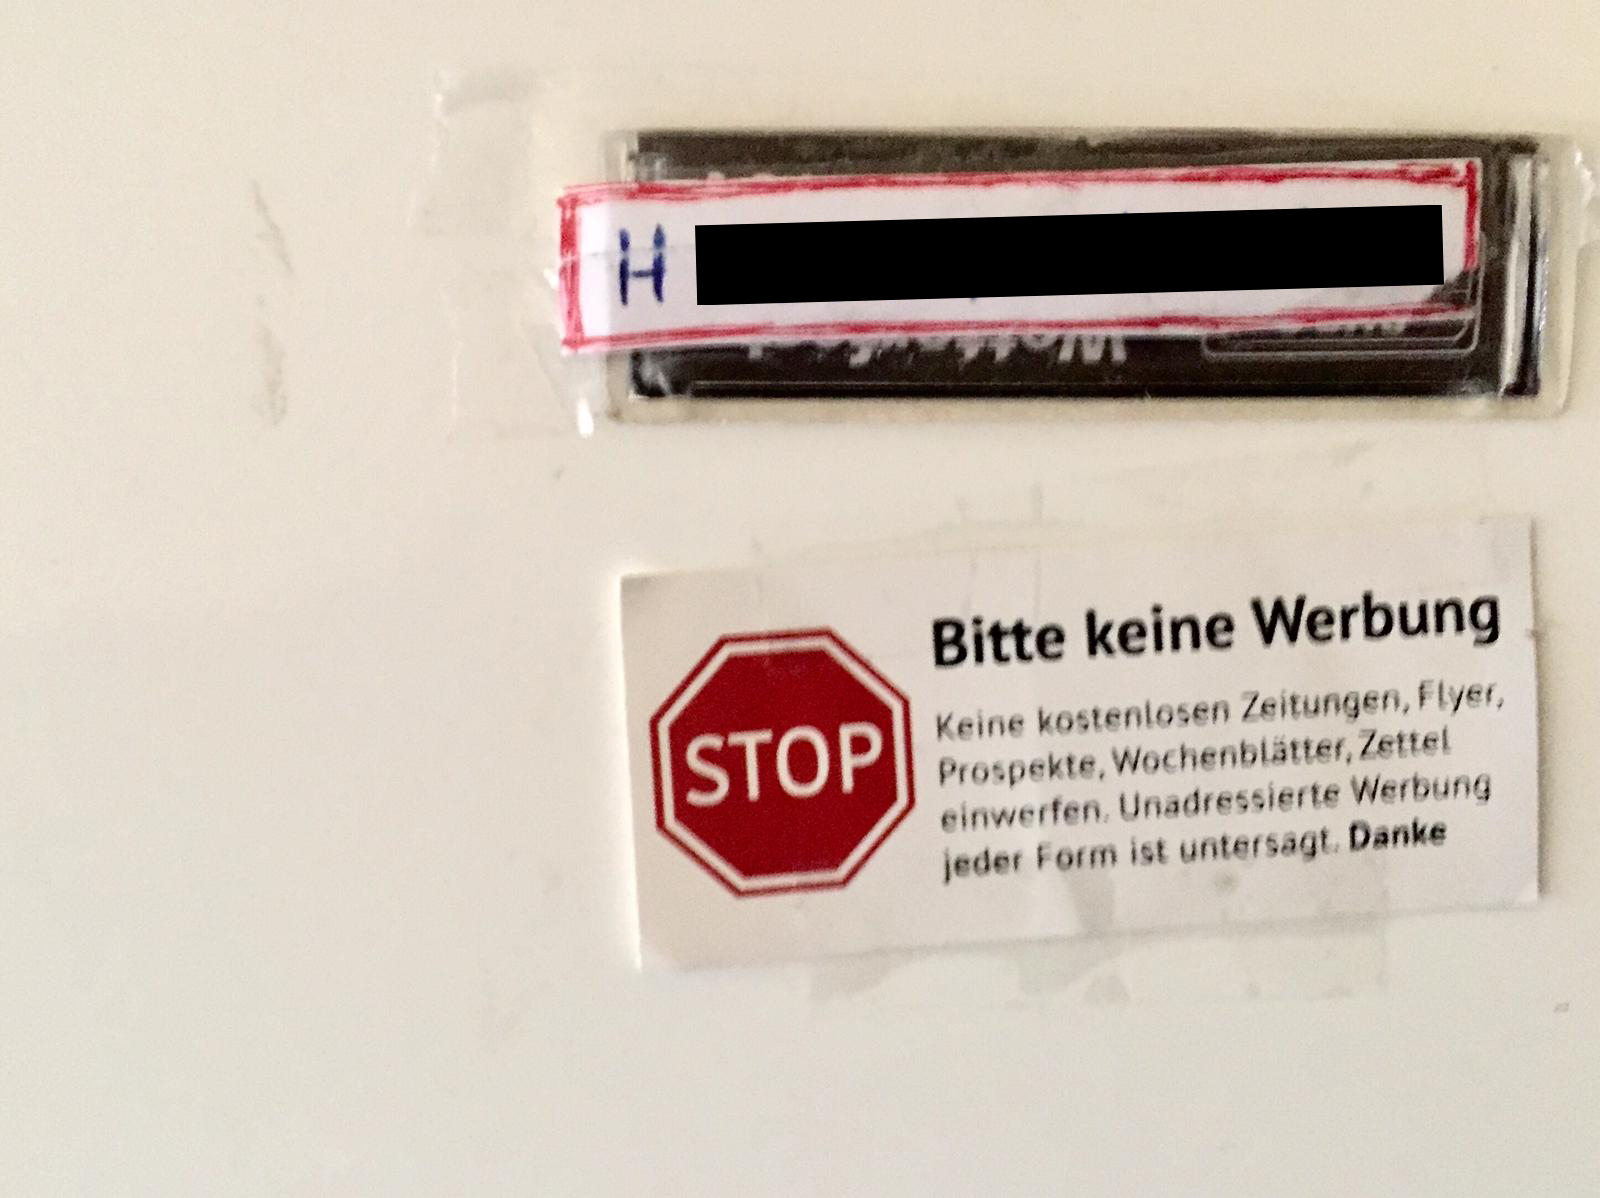 H
STOP
Bitte keine Werbung
Keine kostenlosen Zeitungen, Flyer,
Prospekte, Wochenblätter, Zettel
einwerfen. Unadressierte Werbung
jeder Form ist untersagt. Danke